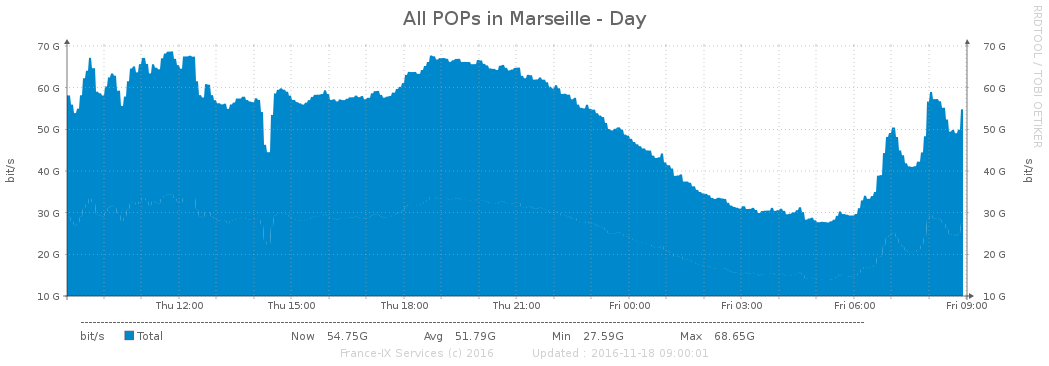 All POPs in Marseille - Day
RRDTOOL / TOBI OETIKER
70 G 70 G
60 G 60 G
50 G 50 G
40 G 40 G
30 G 30 G
20 G 20 G
10 G 10 G
bit/s bit/s
Thu 12:00 Thu 15:00 Thu 18:00 Thu 21:00 Fri 00:00 Fri 03:00 Fri 06:00 Fri 09:00
bit/s Total Now 54.75G Avg 51.79G Min 27.59G Max 68.65G
France-IX Services (c) 2016 Updated : 2016-11-18 09:00:01